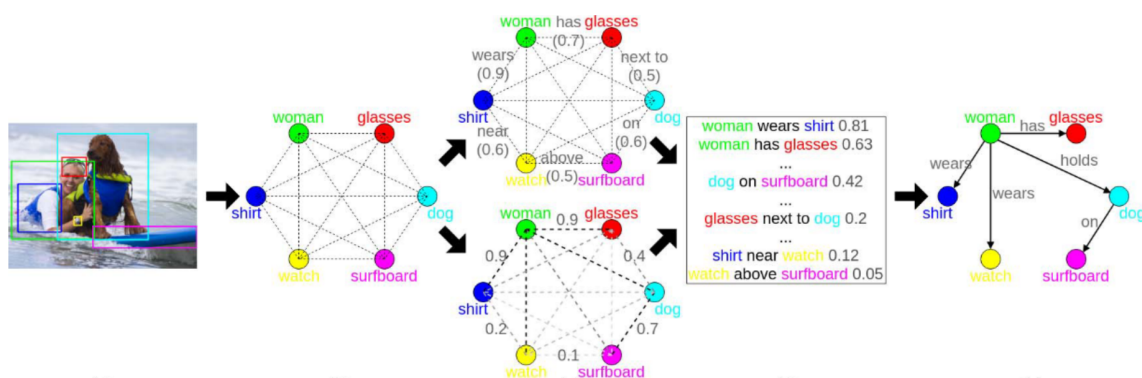 woman
glasses
shirt
dog
watch
surfboard
woman has glasses
(0.7)
wears
(0.9)
next to
(0.5)
shirt
dog
near
(0.6)
on
(0.6)
above
(0.5)
watch
surfboard
woman
glasses
0.9
0.9
0.4
shirt
dog
0.2
0.7
0.1
watch
surfboard
woman wears shirt 0.81
woman has glasses 0.63
...
dog on surfboard 0.42
...
glasses next to dog 0.2
...
shirt near watch 0.12
watch above surfboard 0.05
woman
glasses
has
wears
holds
shirt
wears
dog
on
watch
surfboard